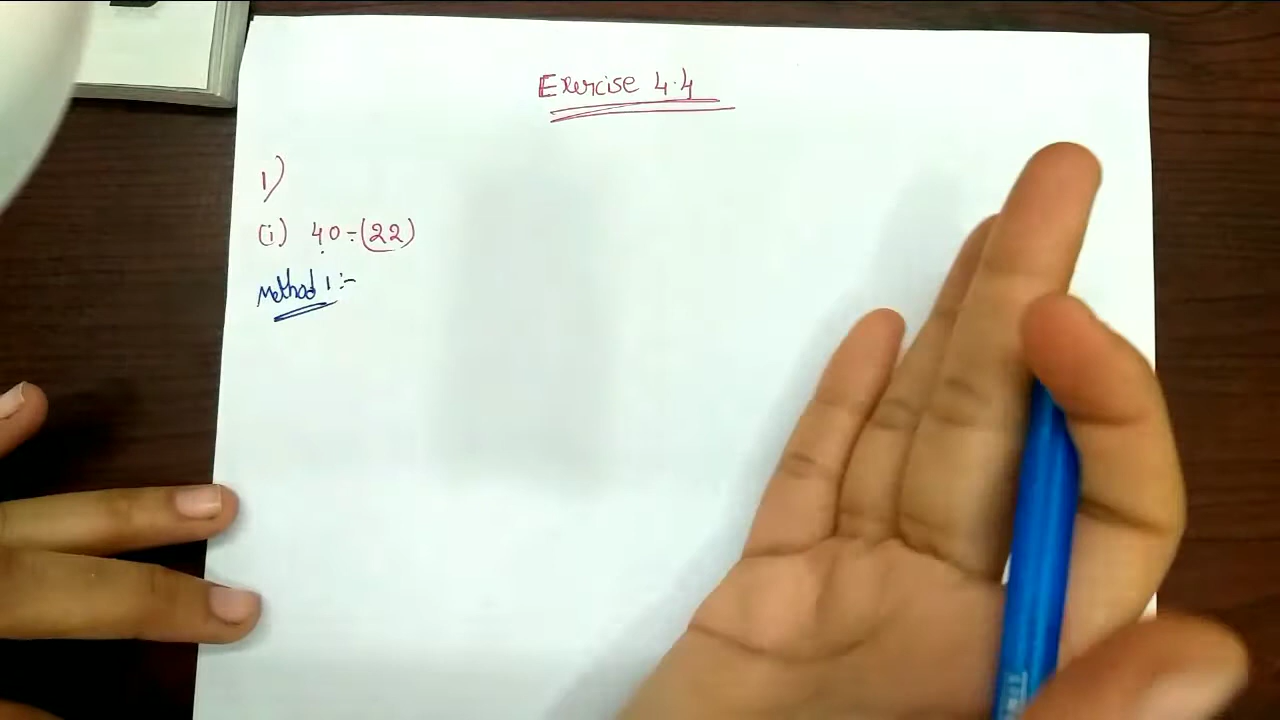 Exercise 4.4
1)
(i) 40-(22)
Method 1:-